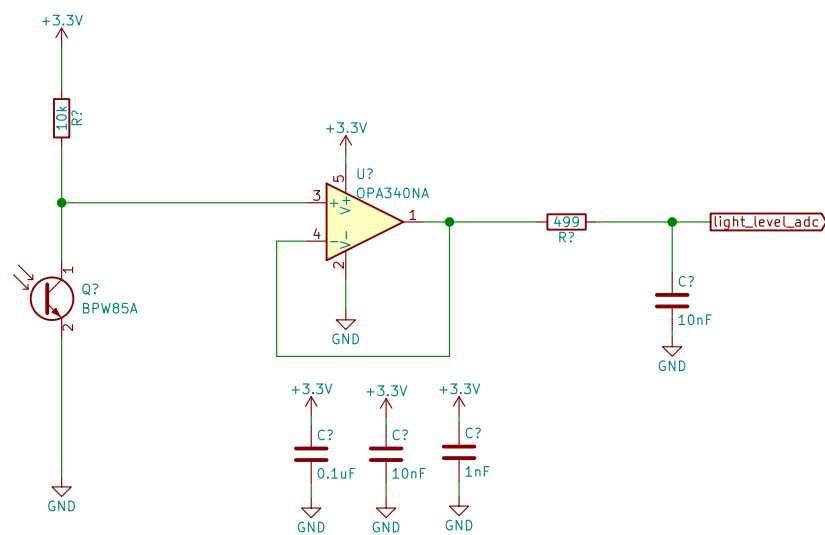 +3.3V
10k
R?
+3.3V
U?
OPA340NA
5
V+
3
+
1
4
-
V-
2
GND
499
R?
light_level_adc
C?
10nF
GND
1
Q?
BPW85A
2
GND
+3.3V
C?
0.1uF
GND
+3.3V
C?
10nF
GND
+3.3V
C?
1nF
GND